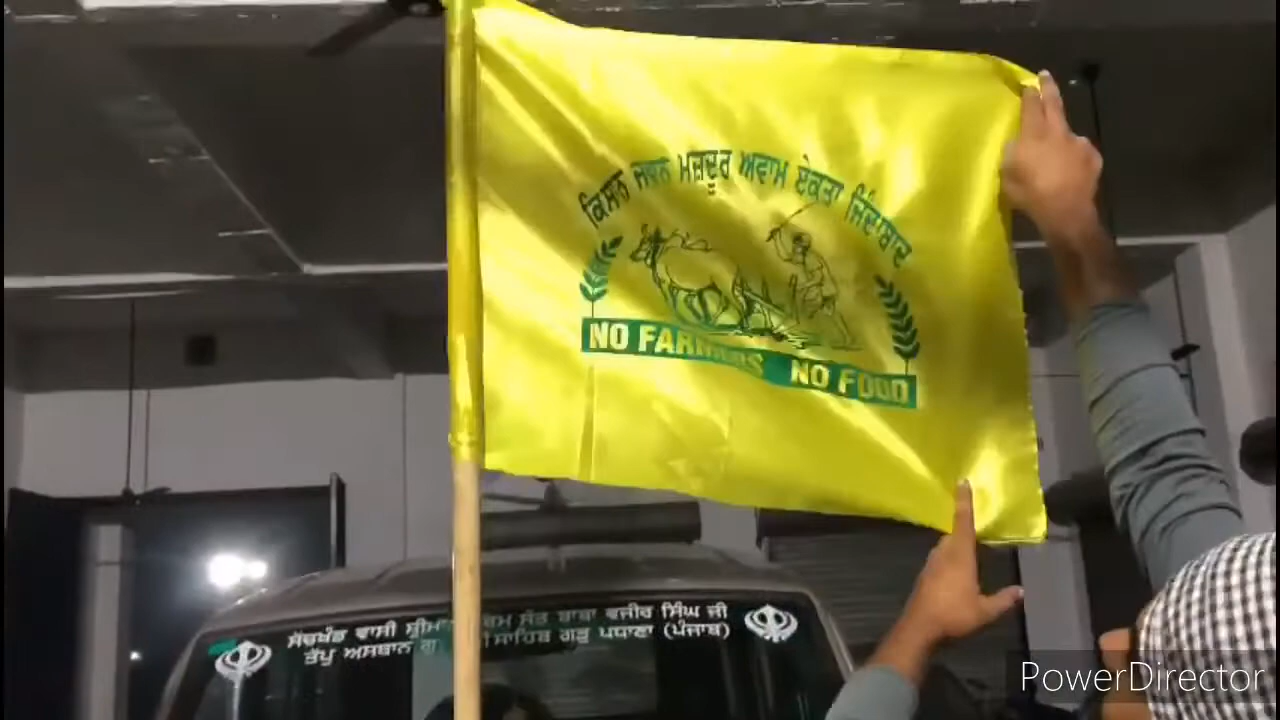 ਕਿਸਾਨ ਜਵਾਨ ਮਜ਼ਦੂਰ ਅਵਾਮ ਏਕਤਾ ਜ਼ਿੰਦਾਬਾਦ
NO FARMERS NO FOOD
ਸੱਚਖੰਡ ਵਾਸੀ ਸ਼੍ਰੀਮਾਨ ਸੰਤ ਬਾਬਾ ਵਜੀਰ ਸਿੰਘ ਜੀ
ਤੱਪ ਅਸਥਾਨ ਸਾਹਿਬ ਗੜ੍ਹ ਪਧਾਣਾ (ਪੰਜਾਬ)
PowerDirector